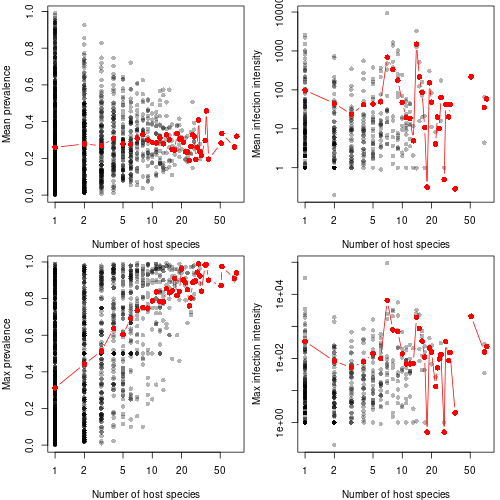 Mean prevalence
0.0 0.2 0.4 0.6 0.8 1.0
1 2 5 10 20 50
Number of host species
Mean infection intensity
1 10 100 1000 10000
1 2 5 10 20 50
Number of host species
Max prevalence
0.0 0.2 0.4 0.6 0.8 1.0
1 2 5 10 20 50
Number of host species
Max infection intensity
1e+00 1e+02 1e+04
1 2 5 10 20 50
Number of host species